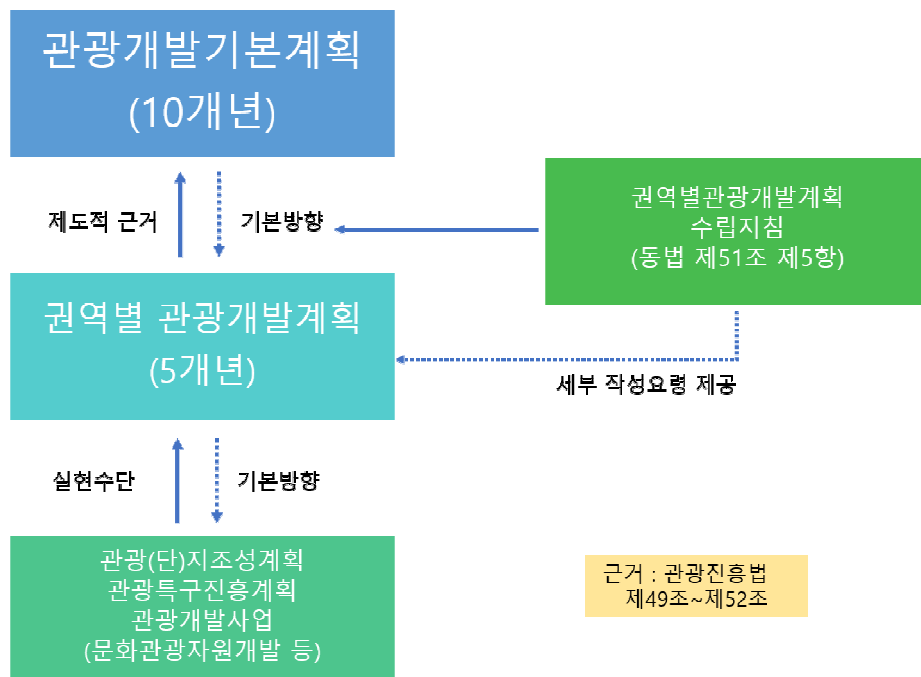 관광개발기본계획
(10개년)
제도적 근거
기본방향
권역별관광개발계획
수립지침
(동법 제51조 제5항)
권역별 관광개발계획
(5개년)
세부 작성요령 제공
실현수단
기본방향
관광(단)지조성계획
관광특구진흥계획
관광개발사업
(문화관광자원개발 등)
근거 : 관광진흥법
제49조~제52조